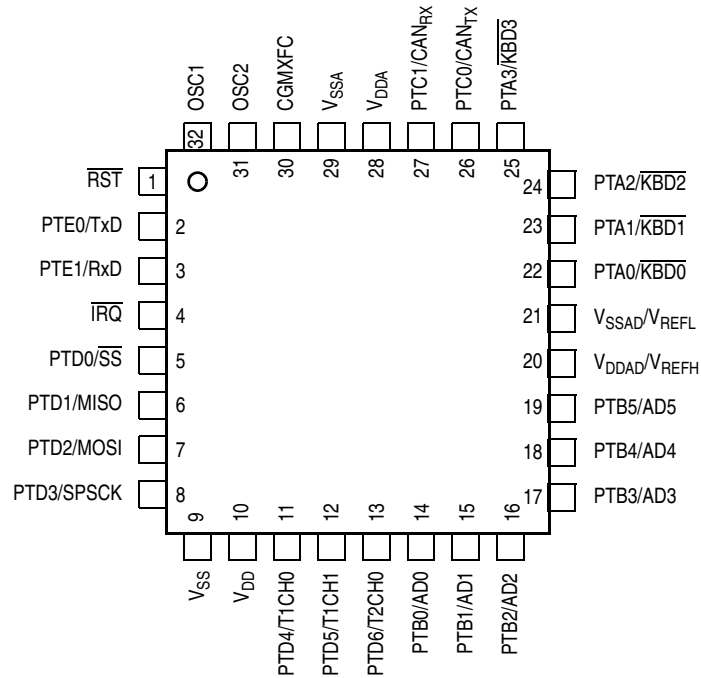 OSC1
OSC2
CGMXFC
VSSA
VDDA
PTC1/CANRX
PTC0/CANTX
PTA3/KBD3
32
31
30
29
28
27
26
25
RST
1
PTE0/TxD
2
PTE1/RxD
3
IRQ
4
PTD0/SS
5
PTD1/MISO
6
PTD2/MOSI
7
PTD3/SPSCK
8
24
PTA2/KBD2
23
PTA1/KBD1
22
PTA0/KBD0
21
VSSAD/VREFL
20
VDDAD/VREFH
19
PTB5/AD5
18
PTB4/AD4
17
PTB3/AD3
9
10
11
12
13
14
15
16
VSS
VDD
PTD4/T1CH0
PTD5/T1CH1
PTD6/T2CH0
PTB0/AD0
PTB1/AD1
PTB2/AD2